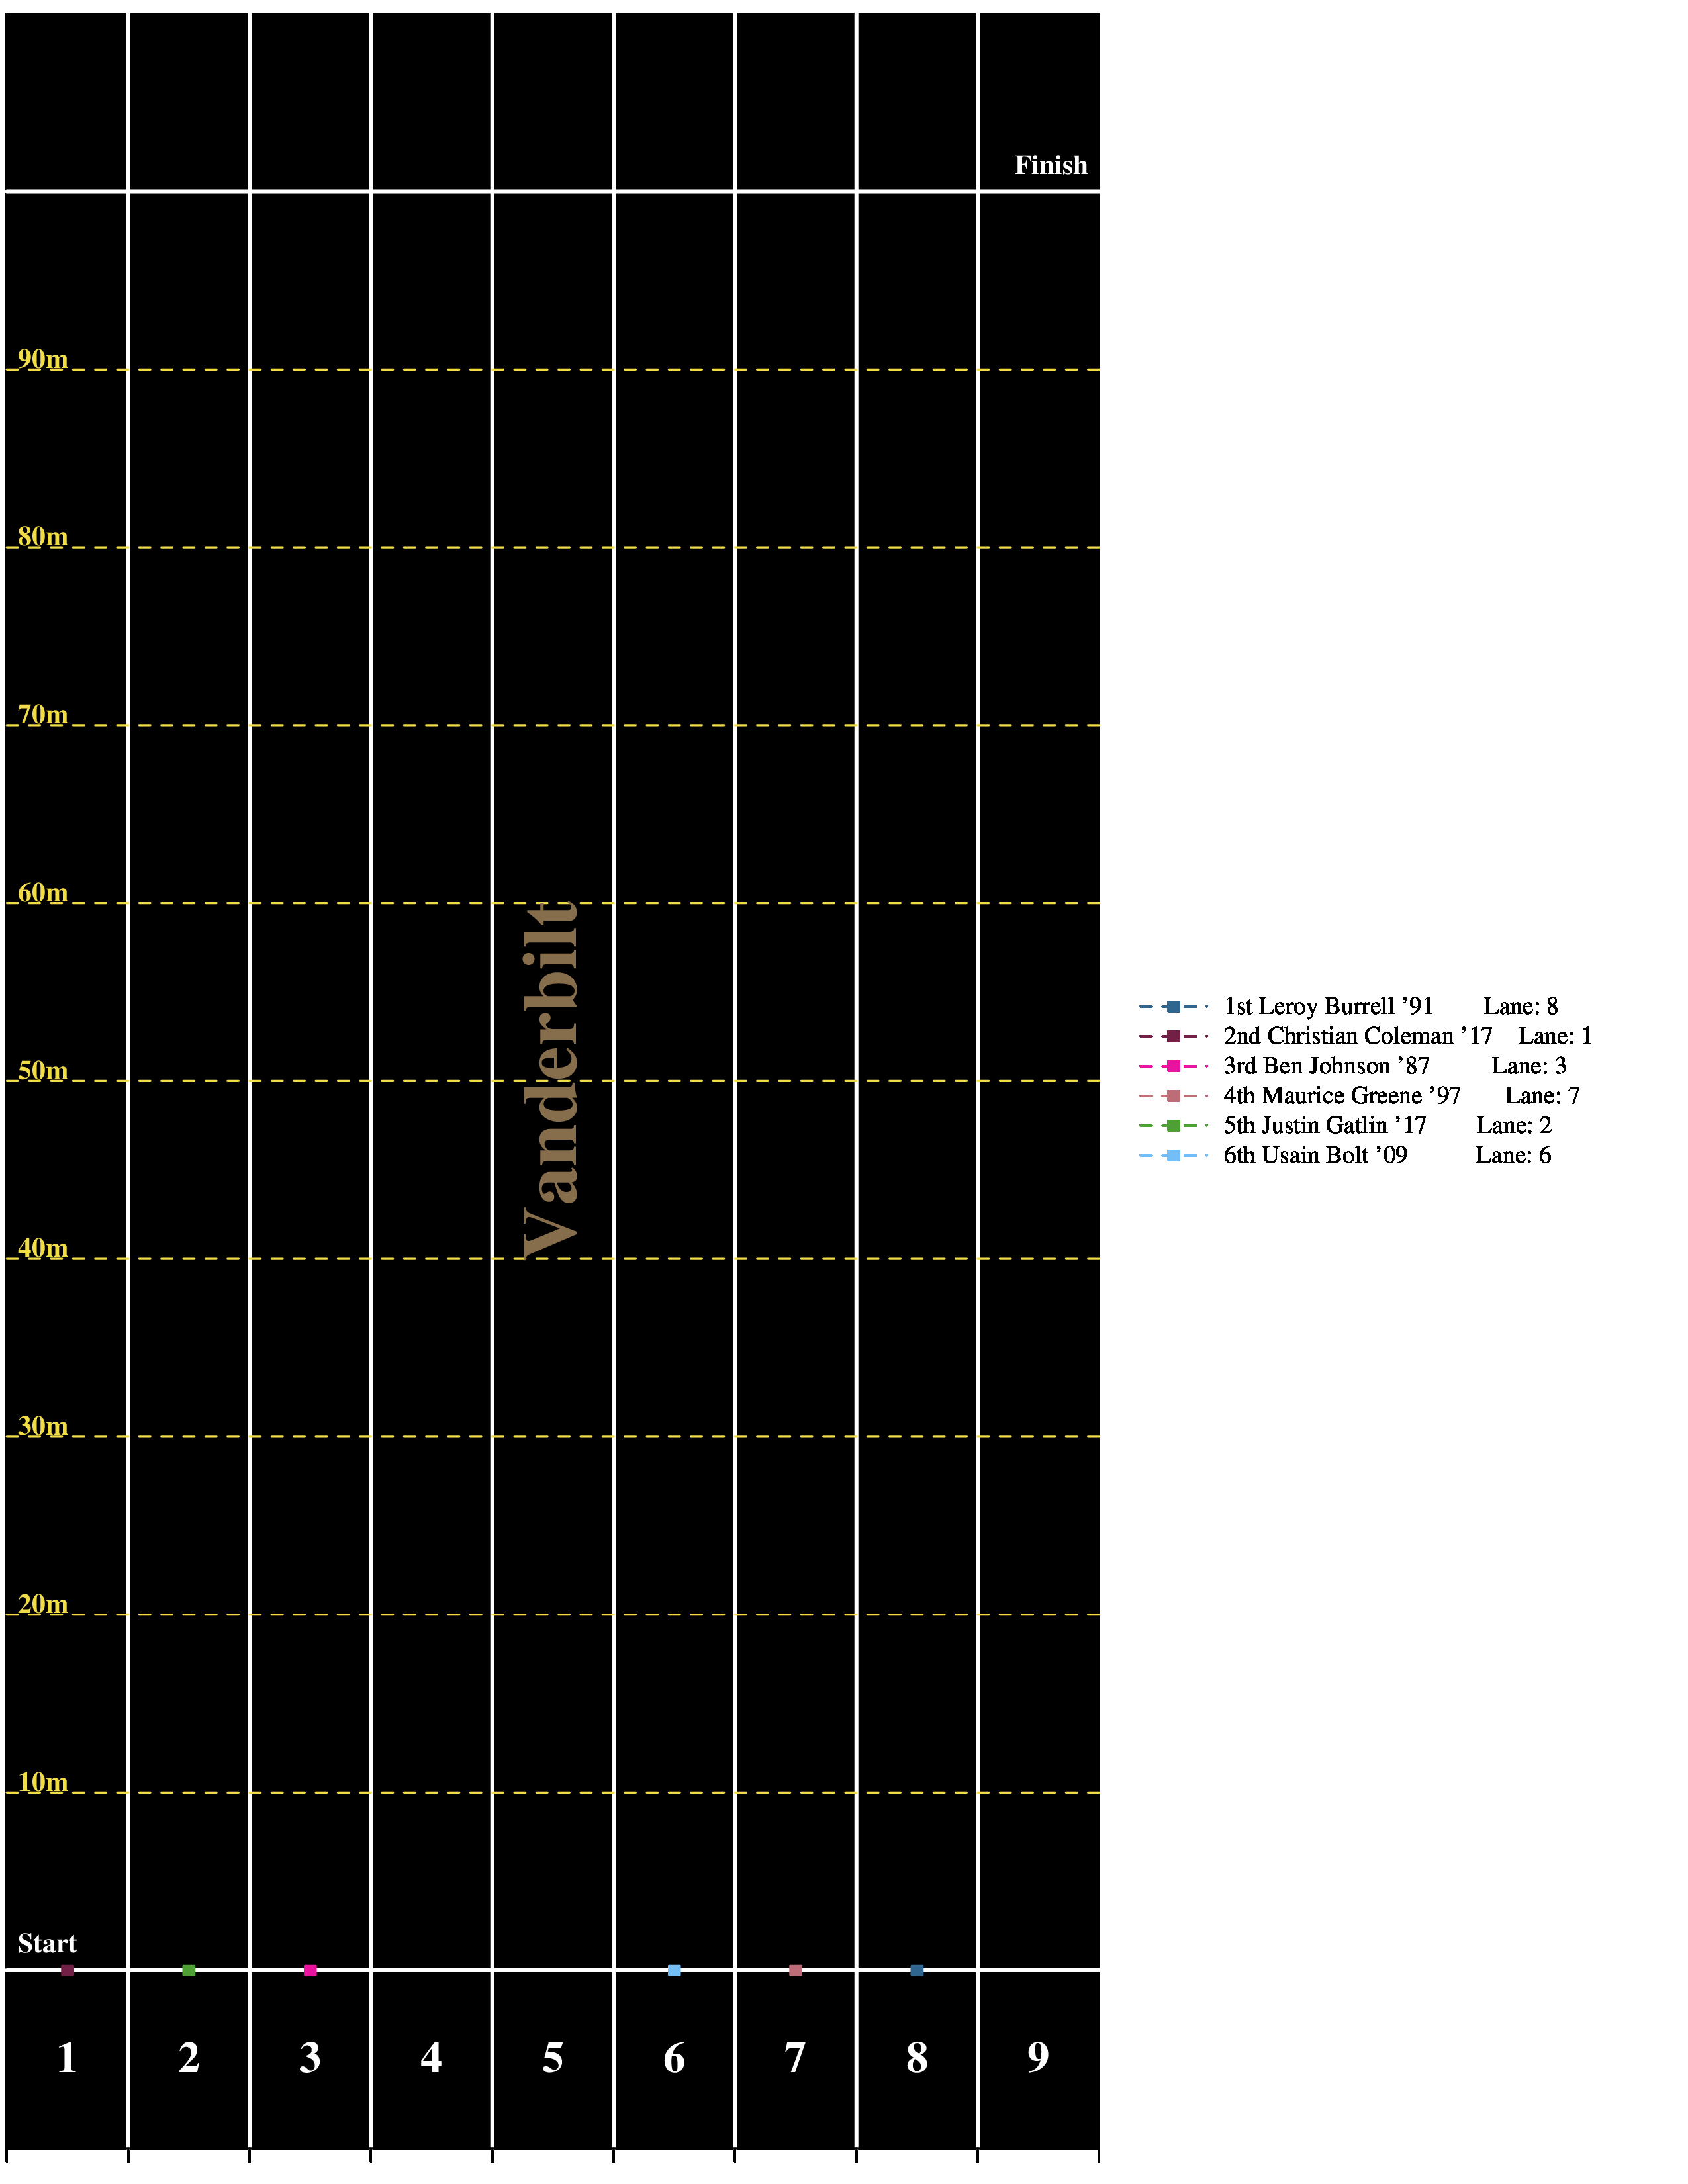 Finish
90m
80m
70m
60m
50m
40m
30m
20m
10m
Start
Vanderbilt
1 2 3 4 5 6 7 8 9
1st Leroy Burrell ’91 Lane: 8
2nd Christian Coleman ’17 Lane: 1
3rd Ben Johnson ’87 Lane: 3
4th Maurice Greene ’97 Lane: 7
5th Justin Gatlin ’17 Lane: 2
6th Usain Bolt ’09 Lane: 6